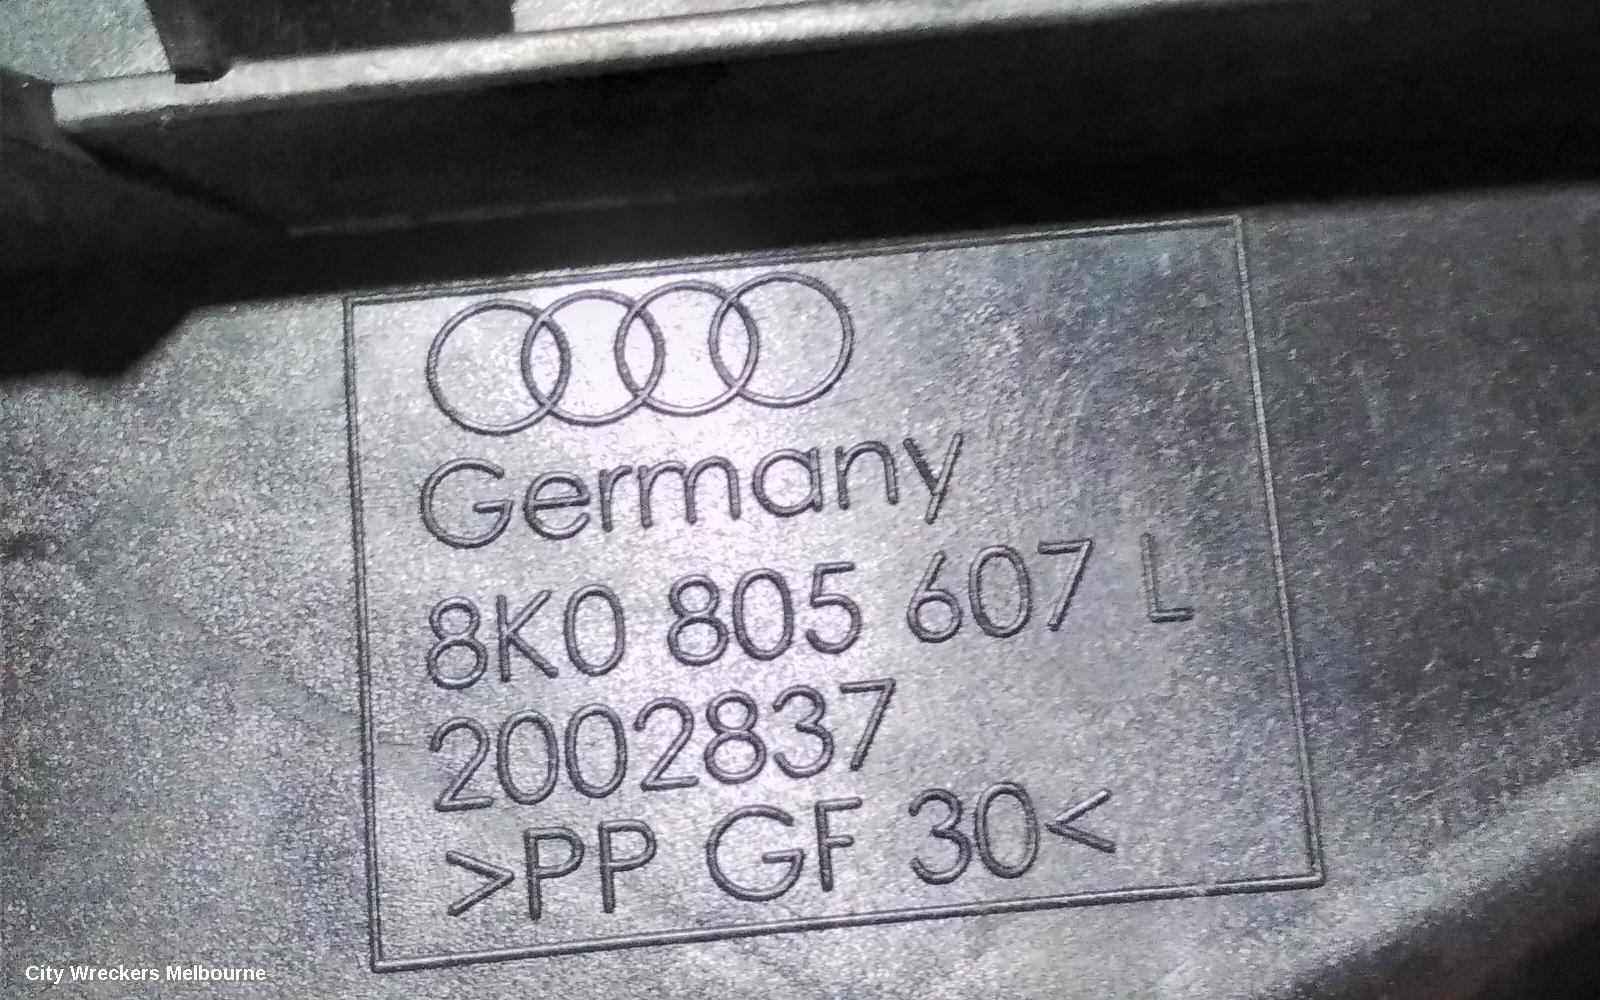 Germany
8K0 805 607 L
2002837
>PP GF 30<
City Wreckers Melbourne